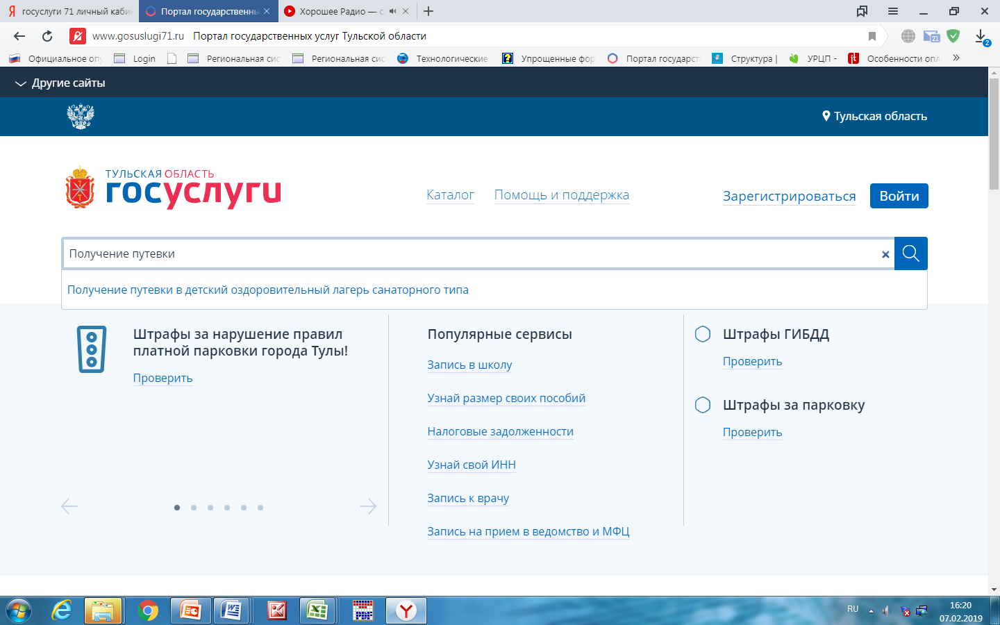 госуслуги 71 личный каби
Портал государственны
Хорошее Радио — с
www.gosuslugi71.ru Портал государственных услуг Тульской области
21
2
Официальное опу
Login
Региональная сис
Региональная сис
Технологические
Упрощенные фор
Портал государст
Структура |
УРЦП -
Особенности опл
Другие сайты
Тульская область
ТУЛЬСКАЯ ОБЛАСТЬ
госуслуги
Каталог
Помощь и поддержка
Зарегистрироваться
Войти
Получение путевки
Получение путевки в детский оздоровительный лагерь санаторного типа
Штрафы за нарушение правил
платной парковки города Тулы!
Проверить
Популярные сервисы
Запись в школу
Узнай размер своих пособий
Налоговые задолженности
Узнай свой ИНН
Запись к врачу
Запись на прием в ведомство и МФЦ
Штрафы ГИБДД
Проверить
Штрафы за парковку
Проверить
RU
16:20
07.02.2019